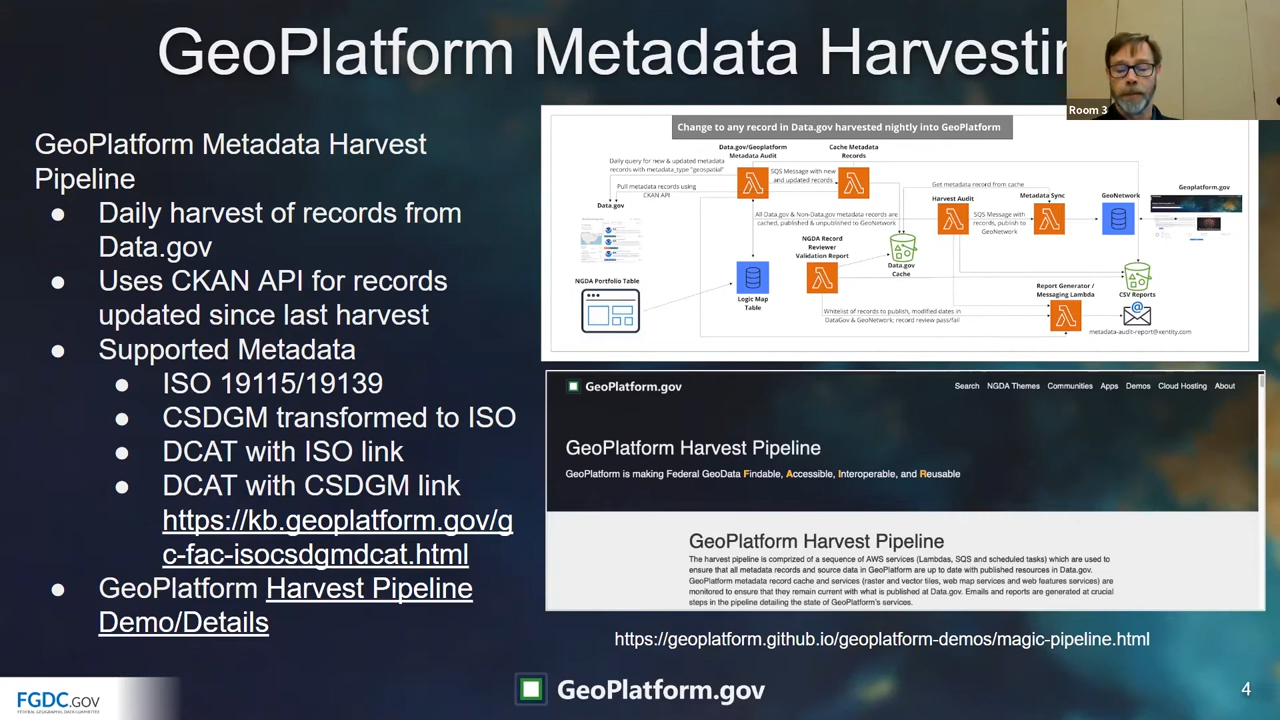 GeoPlatform Metadata Harvestin
Room 3
GeoPlatform Metadata Harvest
Pipeline
● Daily harvest of records from
Data.gov
● Uses CKAN API for records
updated since last harvest
● Supported Metadata
● ISO 19115/19139
● CSDGM transformed to ISO
● DCAT with ISO link
● DCAT with CSDGM link
https://kb.geoplatform.gov/g
c-fac-isocsdgmdcat.html
● GeoPlatform Harvest Pipeline
Demo/Details
Change to any record in Data.gov harvested nightly into GeoPlatform
Data.gov/Geoplatform
Metadata Audit
Cache Metadata
Records
Daily query for new & updated metadata
records with metadata_type "geospatial"
SQS Message with new
and updated records
Pull metadata records using
CKAN API
Data.gov
Get metadata record from cache
Harvest Audit
Metadata Sync
GeoNetwork
Geoplatform.gov
All Data.gov & Non-Data.gov metadata records are
cached, published & unpublished to GeoNetwork
SQS Message with
records, publish to
GeoNetwork
NGDA Record
Reviewer
Validation Report
Data.gov
Cache
NGDA Portfolio Table
Logic Map
Table
Report Generator /
Messaging Lambda
CSV Reports
Whitelist of records to publish, modified dates in
DataGov & GeoNetwork; record review pass/fail
@
metadata-audit-report@xentity.com
GeoPlatform.gov
Search NGDA Themes Communities Apps Demos Cloud Hosting About
GeoPlatform Harvest Pipeline
GeoPlatform is making Federal GeoData Findable, Accessible, Interoperable, and Reusable
GeoPlatform Harvest Pipeline
The harvest pipeline is comprized of a sequence of AWS services (Lambdas, SQS and scheduled tasks) which are used to
ensure that all metadata records and source data in GeoPlatform are up to date with published resources in Data.gov.
GeoPlatform metadata record cache and services (raster and vector tiles, web map services and web features services) are
monitored to ensure that they remain current with what is published at Data.gov. Emails and reports are generated at crucial
steps in the pipeline detailing the state of GeoPlatform's services.
https://geoplatform.github.io/geoplatform-demos/magic-pipeline.html
FGDC.GOV
FEDERAL GEOGRAPHIC DATA COMMITTEE
GeoPlatform.gov
4